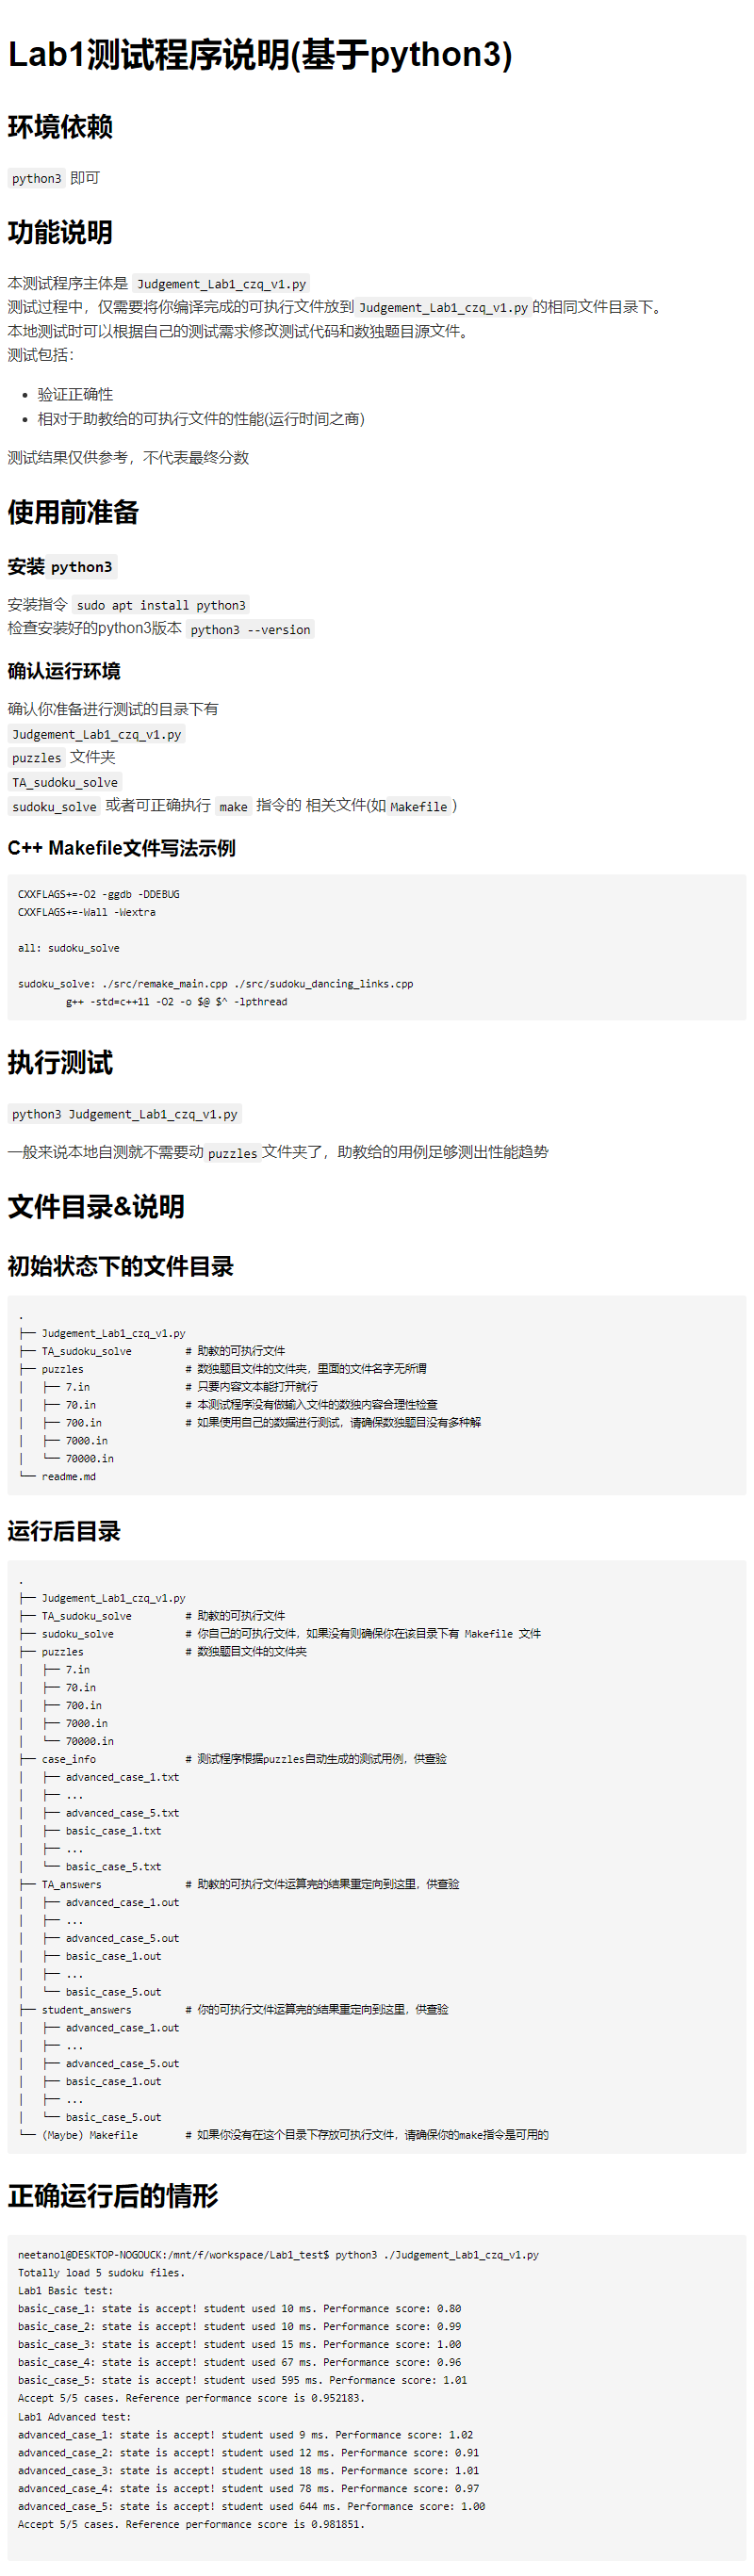 Lab1测试程序说明(基于python3)
环境依赖
python3 即可
功能说明
本测试程序主体是 Judgement_Lab1_czq_v1.py
测试过程中，仅需要将你编译完成的可执行文件放到 Judgement_Lab1_czq_v1.py 的相同文件目录下。
本地测试时可以根据自己的测试需求修改测试代码和数独题目源文件。
测试包括：
• 验证正确性
• 相对于助教给的可执行文件的性能(运行时间之商)
测试结果仅供参考，不代表最终分数
使用前准备
安装 python3
安装指令 sudo apt install python3
检查安装好的python3版本 python3 --version
确认运行环境
确认你准备进行测试的目录下有
Judgement_Lab1_czq_v1.py
puzzles 文件夹
TA_sudoku_solve
sudoku_solve 或者可正确执行 make 指令的 相关文件(如 Makefile )
C++ Makefile文件写法示例
CXXFLAGS+=-O2 -ggdb -DDEBUG
CXXFLAGS+=-Wall -Wextra
all: sudoku_solve
sudoku_solve: ./src/remake_main.cpp ./src/sudoku_dancing_links.cpp
        g++ -std=c++11 -O2 -o $@ $^ -lpthread
执行测试
python3 Judgement_Lab1_czq_v1.py
一般来说本地自测就不需要动 puzzles 文件夹了，助教给的用例足够测出性能趋势
文件目录&说明
初始状态下的文件目录
.
├── Judgement_Lab1_czq_v1.py
├── TA_sudoku_solve         # 助教的可执行文件
├── puzzles                 # 数独题目文件的文件夹，里面的文件名字无所谓
│   ├── 7.in                # 只要内容文本能打开就行
│   ├── 70.in               # 本测试程序没有做输入文件的数独内容合理性检查
│   ├── 700.in              # 如果使用自己的数据进行测试，请确保数独题目没有多种解
│   ├── 7000.in
│   └── 70000.in
└── readme.md
运行后目录
.
├── Judgement_Lab1_czq_v1.py
├── TA_sudoku_solve         # 助教的可执行文件
├── sudoku_solve            # 你自己的可执行文件，如果没有则确保你在该目录下有 Makefile 文件
├── puzzles                 # 数独题目文件的文件夹
│   ├── 7.in
│   ├── 70.in
│   ├── 700.in
│   ├── 7000.in
│   └── 70000.in
├── case_info               # 测试程序根据puzzles自动生成的测试用例，供查验
│   ├── advanced_case_1.txt
│   ├── ...
│   ├── advanced_case_5.txt
│   ├── basic_case_1.txt
│   ├── ...
│   └── basic_case_5.txt
├── TA_answers              # 助教的可执行文件运算完的结果重定向到这里，供查验
│   ├── advanced_case_1.out
│   ├── ...
│   ├── advanced_case_5.out
│   ├── basic_case_1.out
│   ├── ...
│   └── basic_case_5.out
├── student_answers         # 你的可执行文件运算完的结果重定向到这里，供查验
│   ├── advanced_case_1.out
│   ├── ...
│   ├── advanced_case_5.out
│   ├── basic_case_1.out
│   ├── ...
│   └── basic_case_5.out
└── (Maybe) Makefile        # 如果你没有在这个目录下存放可执行文件，请确保你的make指令是可用的
正确运行后的情形
neetanol@DESKTOP-NOGOUCK:/mnt/f/workspace/Lab1_test$ python3 ./Judgement_Lab1_czq_v1.py
Totally load 5 sudoku files.
Lab1 Basic test:
basic_case_1: state is accept! student used 10 ms. Performance score: 0.80
basic_case_2: state is accept! student used 10 ms. Performance score: 0.99
basic_case_3: state is accept! student used 15 ms. Performance score: 1.00
basic_case_4: state is accept! student used 67 ms. Performance score: 0.96
basic_case_5: state is accept! student used 595 ms. Performance score: 1.01
Accept 5/5 cases. Reference performance score is 0.952183.
Lab1 Advanced test:
advanced_case_1: state is accept! student used 9 ms. Performance score: 1.02
advanced_case_2: state is accept! student used 12 ms. Performance score: 0.91
advanced_case_3: state is accept! student used 18 ms. Performance score: 1.01
advanced_case_4: state is accept! student used 78 ms. Performance score: 0.97
advanced_case_5: state is accept! student used 644 ms. Performance score: 1.00
Accept 5/5 cases. Reference performance score is 0.981851.